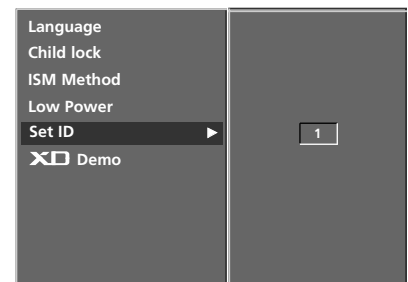 Language
Child lock
ISM Method
Low Power
Set ID ▶ 1
XD Demo